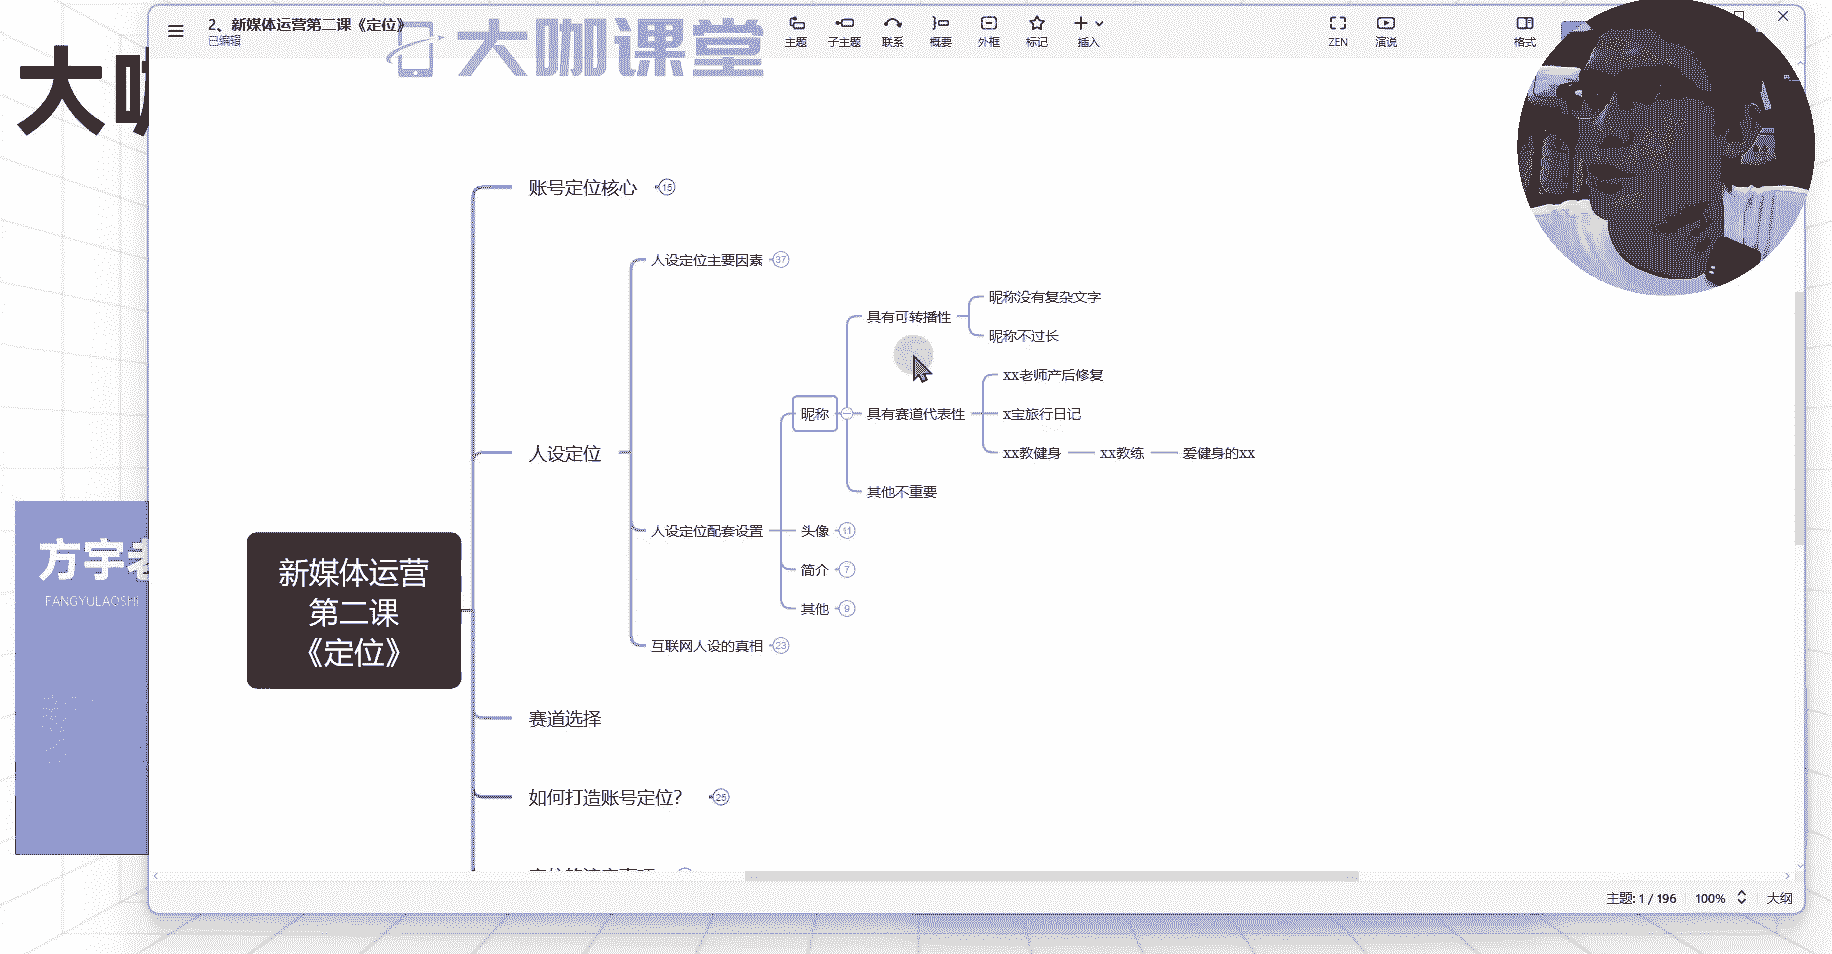 2、新媒体运营第二课《定位》
已编辑
大咖课堂
主题
子主题
联系
概要
外框
标记
插入
ZEN
演说
格式
大咖
账号定位核心 15
人设定位主要因素 37
昵称没有复杂文字
具有可转播性
昵称不过长
xx老师产后修复
昵称
具有赛道代表性
x宝旅行日记
人设定位
xx教健身
xx教练
爱健身的xx
其他不重要
人设定位配套设置
头像 11
简介 7
其他 9
互联网人设的真相 23
新媒体运营
第二课
《定位》
方宇老
FANGYULAOSHI
赛道选择
如何打造账号定位? 25
主题: 1 / 196
100%
大纲